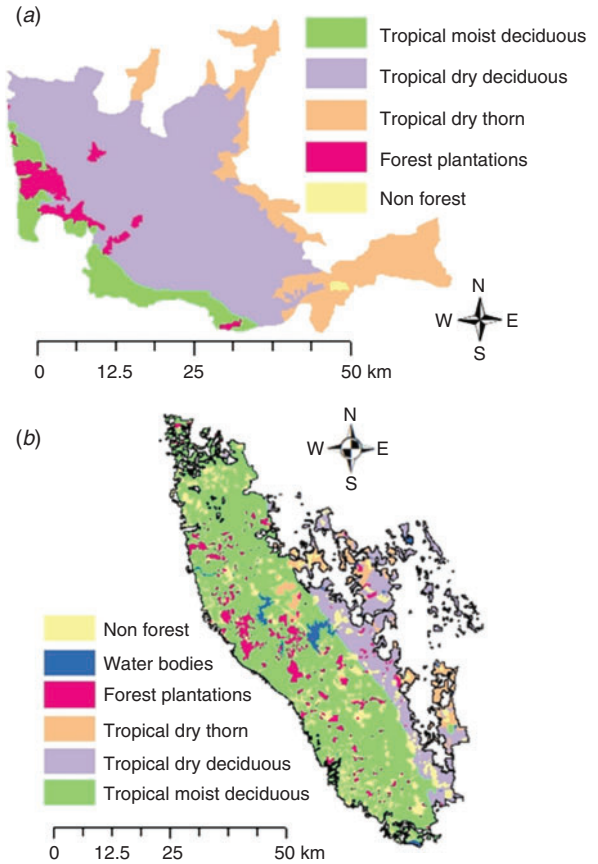 (a)
Tropical moist deciduous
Tropical dry deciduous
Tropical dry thorn
Forest plantations
Non forest
N
W E
S
0 12.5 25 50 km
(b)
N
W E
S
Non forest
Water bodies
Forest plantations
Tropical dry thorn
Tropical dry deciduous
Tropical moist deciduous
0 12.5 25 50 km